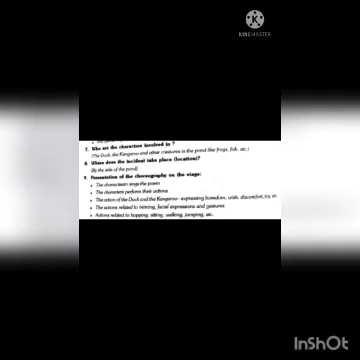 KINEMASTER
7. Who are the characters involved in ?
(The Duck, the Kangaroo and other creatures in the pond like frogs, fish, etc.)
8. Where does the incident take place (location)?
(By the side of the pond)
9. Presentation of the choreography on the stage:
• The chorus team sings the poem
• The characters perform their actions
• The action of the Duck and the Kangaroo - expressing boredom, wish, discomfort, joy, etc.
• The actions related to miming, facial expressions and gestures
• Actions related to hopping, sitting, walking, jumping, etc.
InShOt